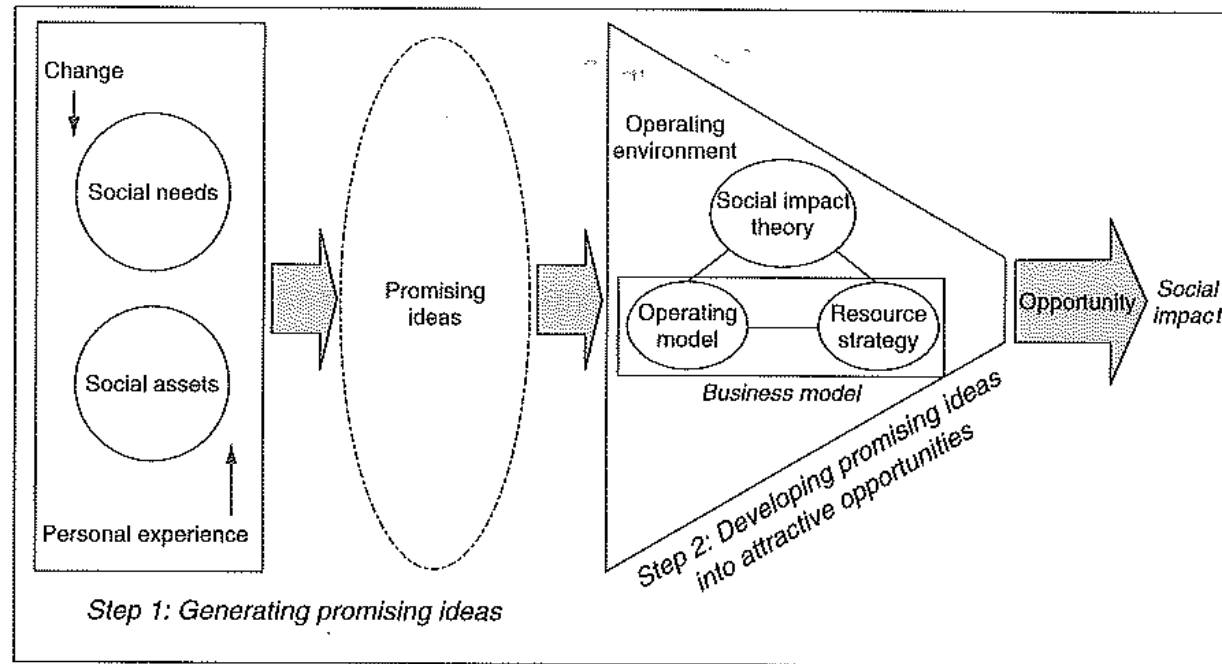 Change
Social needs
Social assets
Personal experience
Promising
ideas
Operating
environment
Social impact
theory
Operating
model
Resource
strategy
Business model
Opportunity
Social
impact
Step 1: Generating promising ideas
Step 2: Developing promising ideas
into attractive opportunities